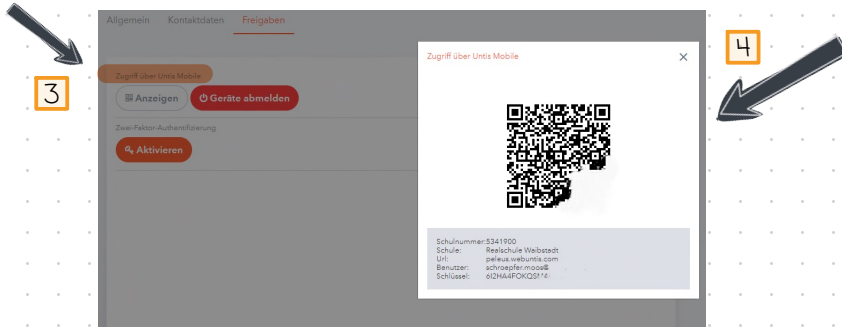 Allgemein Kontaktdaten Freigaben
3
Zugriff über Untis Mobile
Anzeigen Geräte abmelden
Zwei-Faktor-Authentifizierung
Aktivieren
4
Zugriff über Untis Mobile
Schulnummer:5341900
Schule: Realschule Waibstadt
Url: peleus.webuntis.com
Benutzer: schroepfer.moos@
Schlüssel: